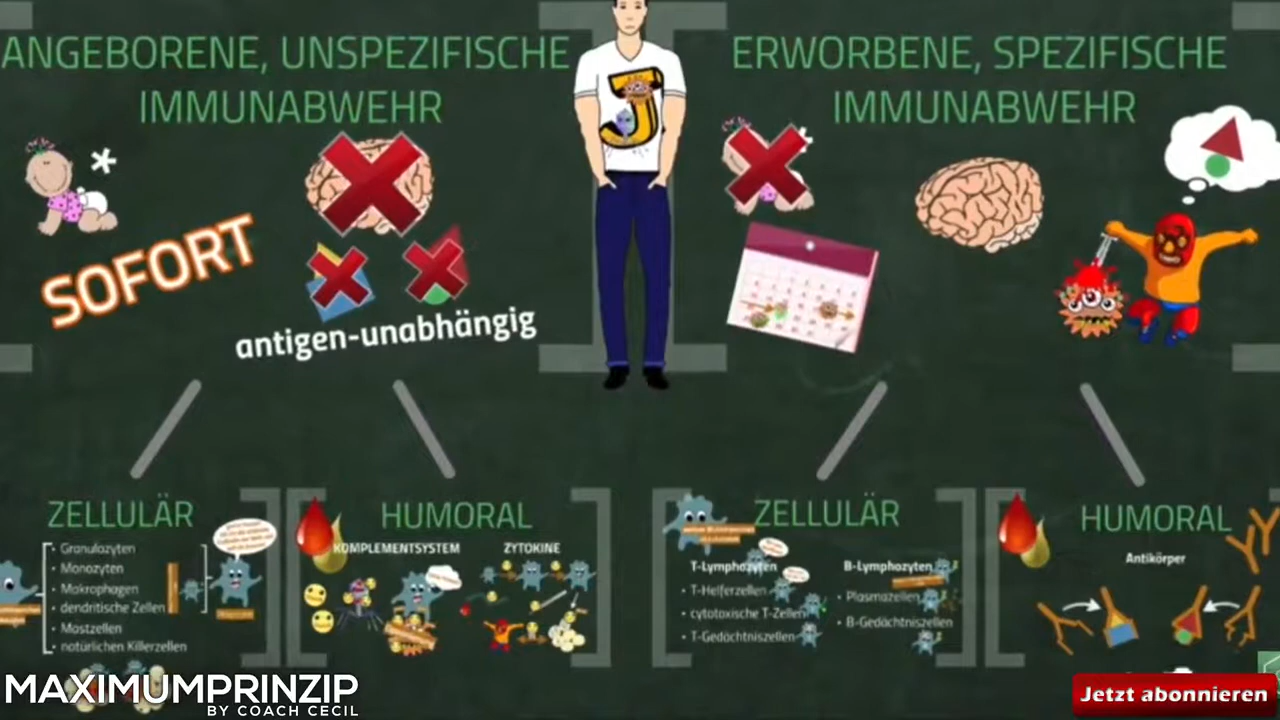 ANGEBORENE, UNSPEZIFISCHE
IMMUNABWEHR
SOFORT
antigen-unabhängig
ERWORBENE, SPEZIFISCHE
IMMUNABWEHR
J
ZELLULÄR
Granulozyten
Monozyten
Makrophagen
dendritische Zellen
Mastzellen
natürlichen Killerzellen
HUMORAL
KOMPLEMENTSYSTEM
ZYTOKINE
ZELLULÄR
T-Lymphozyten
T-Helferzellen
cytotoxische T-Zellen
T-Gedächtniszellen
B-Lymphozyten
Plasmazellen
B-Gedächtniszellen
HUMORAL
Antikörper
MAXIMUMPRINZIP
BY COACH CECIL
Jetzt abonnieren